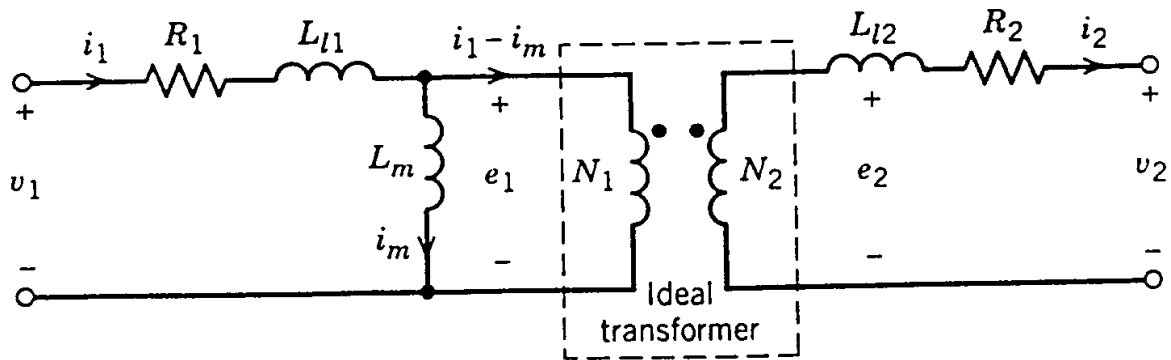 i₁ R₁ Lₗ₁ i₁ – iₘ Lₗ₂ R₂ i₂
+ + + +
v₁ Lₘ e₁ N₁ N₂ e₂ v₂
– iₘ – – –
Ideal
transformer